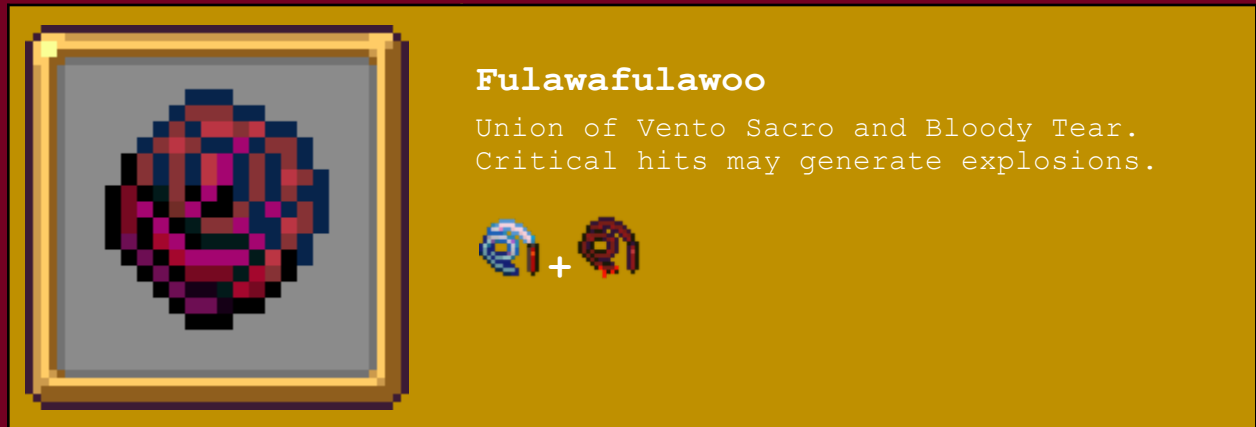 Fulawafulawoo
Union of Vento Sacro and Bloody Tear.
Critical hits may generate explosions.
+